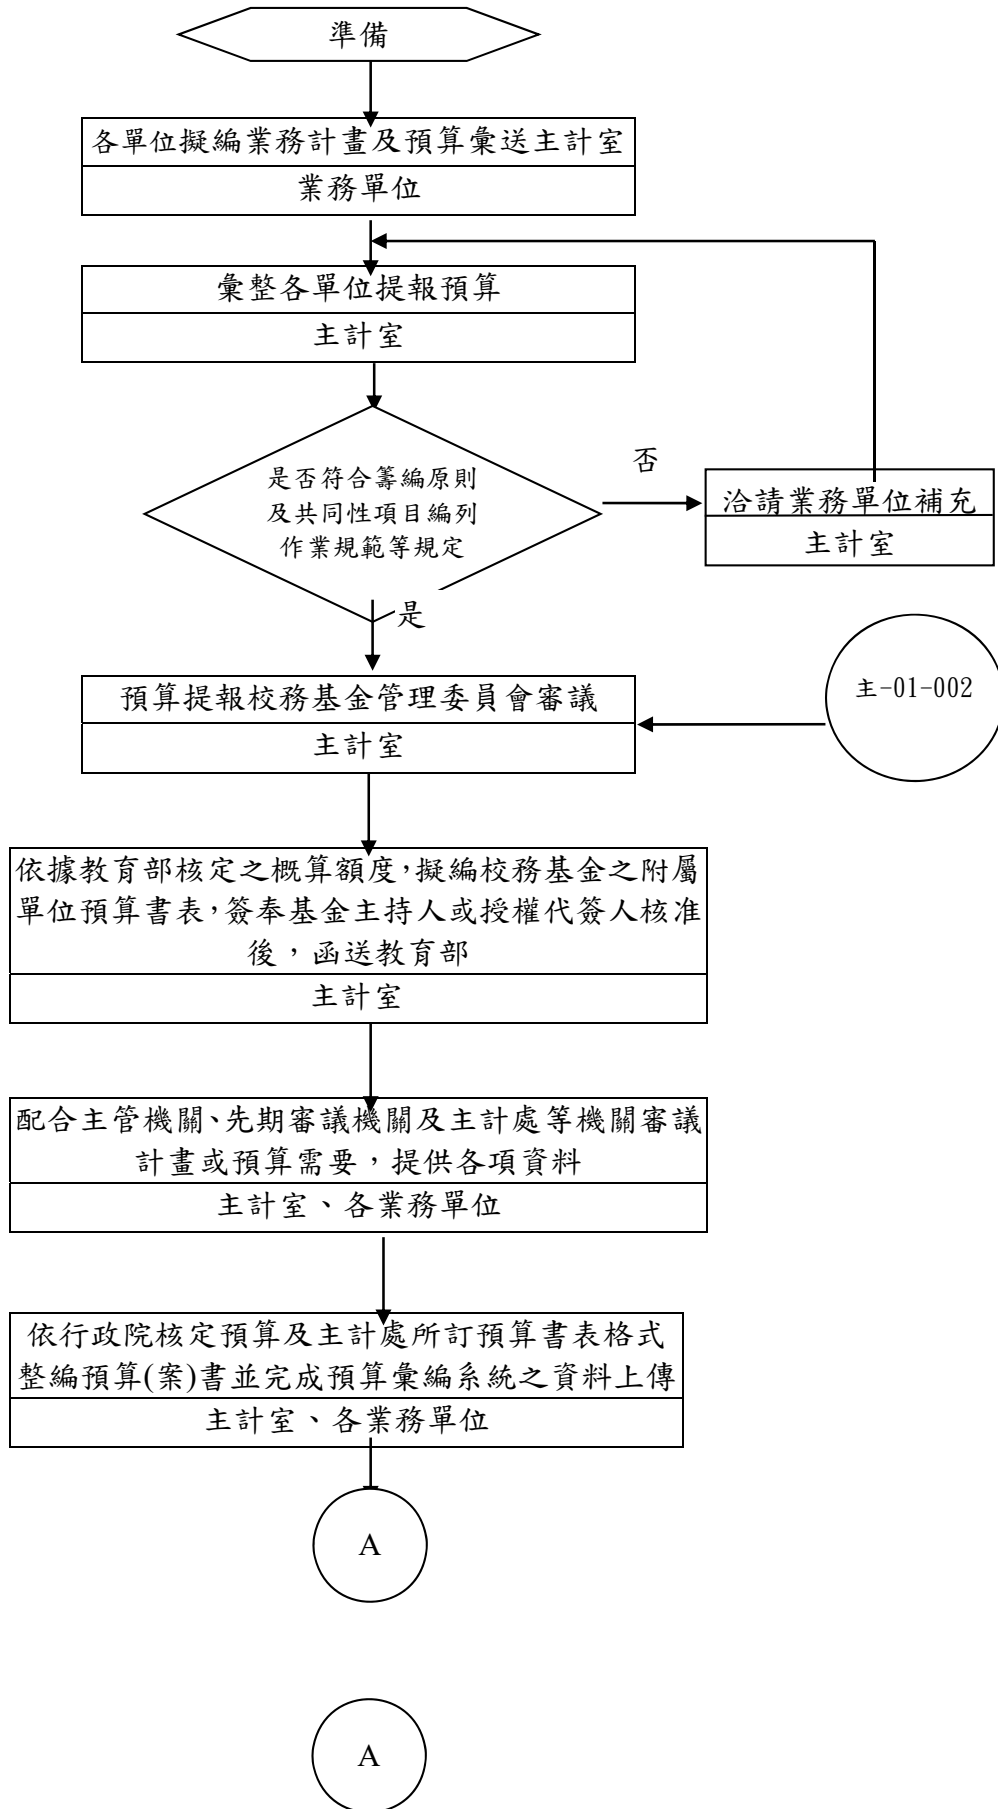 準備
各單位擬編業務計畫及預算彙送主計室
業務單位
彙整各單位提報預算
主計室
是否符合籌編原則
及共同性項目編列
作業規範等規定
否
洽請業務單位補充
主計室
是
預算提報校務基金管理委員會審議
主計室
主-01-002
依據教育部核定之概算額度，擬編校務基金之附屬
單位預算書表，簽奉基金主持人或授權代簽人核准
後，函送教育部
主計室
配合主管機關、先期審議機關及主計處等機關審議
計畫或預算需要，提供各項資料
主計室、各業務單位
依行政院核定預算及主計處所訂預算書表格式
整編預算(案)書並完成預算彙編系統之資料上傳
主計室、各業務單位
A
A